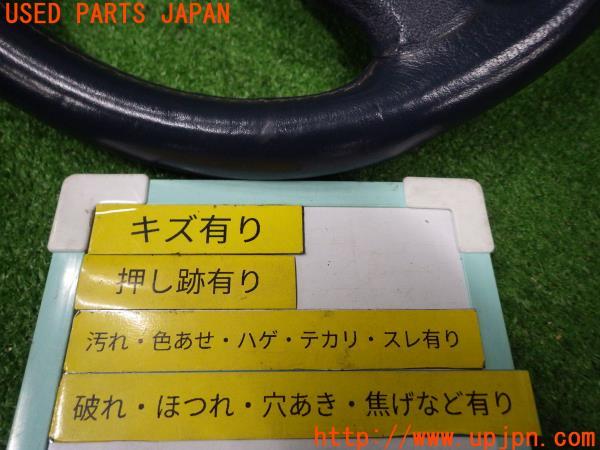 USED PARTS JAPAN
キズ有り
押し跡有り
汚れ・色あせ・ハゲ・テカリ・スレ有り
破れ・ほつれ・穴あき・焦げなど有り
http://www.upjpn.com